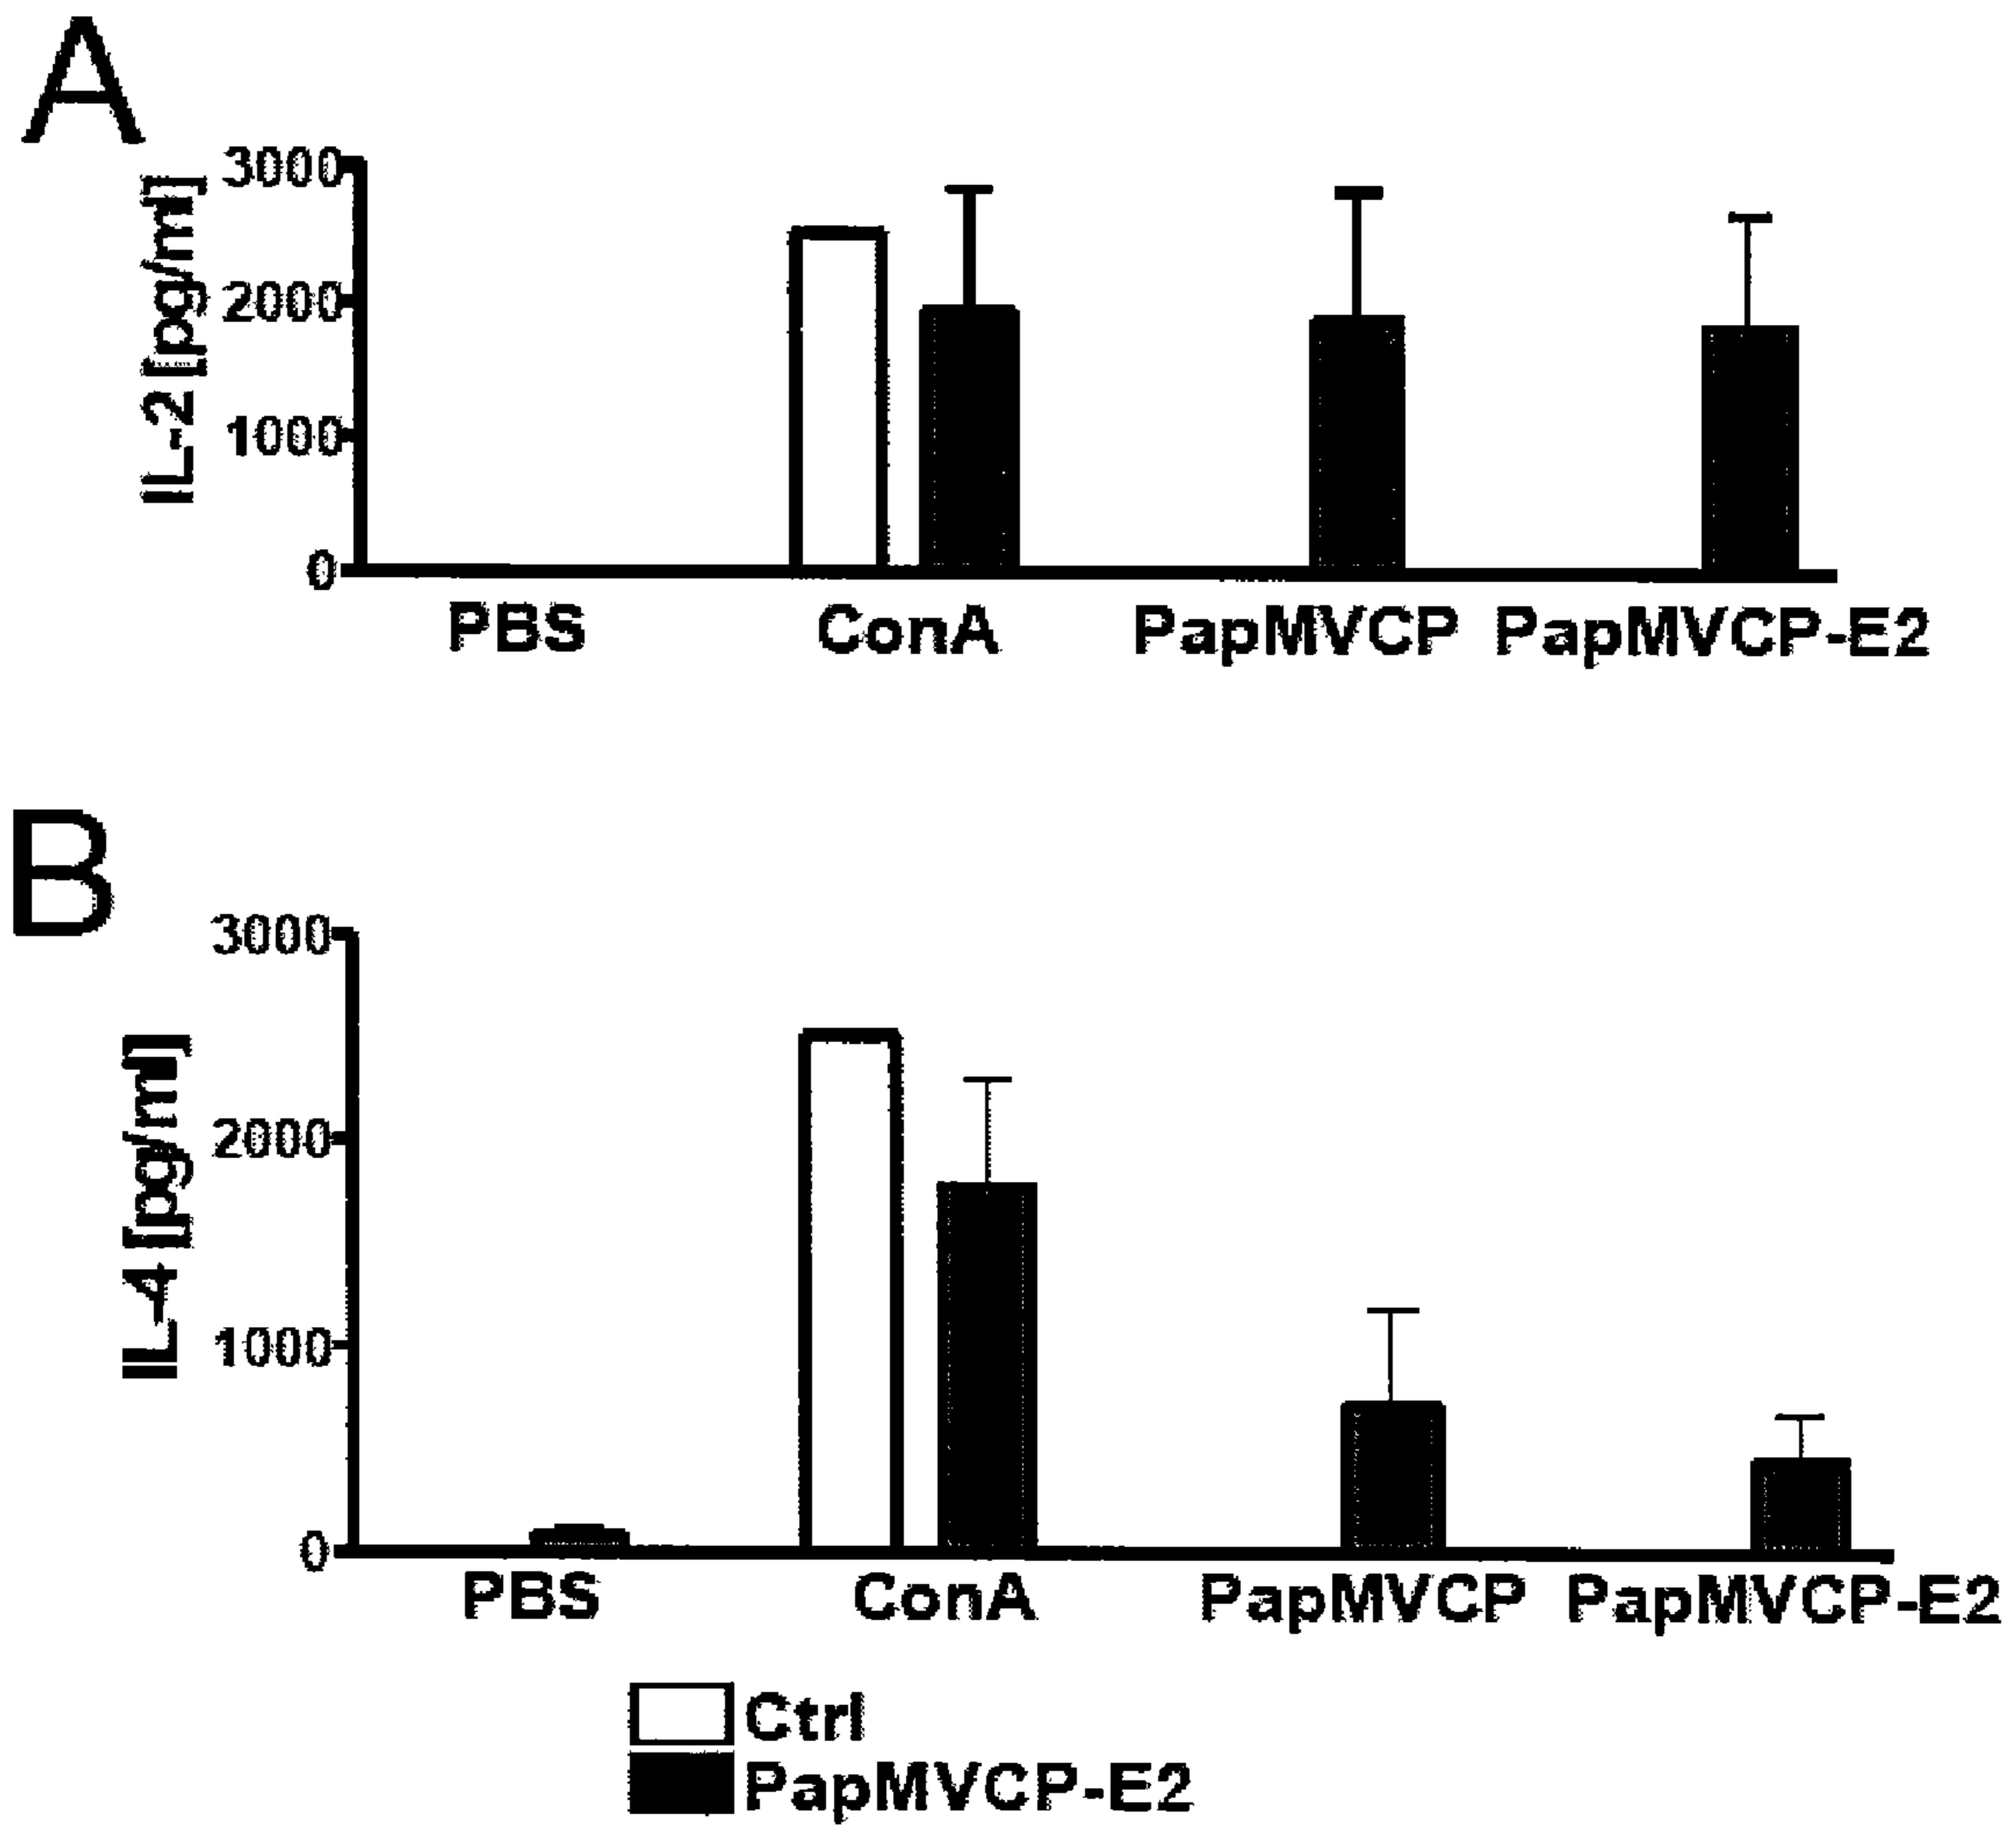 A
IL-2 [pg/ml]
3000
2000
1000
0
PBS ConA PapMVCP PapMVCP-E2
B
IL-4 [pg/ml]
3000
2000
1000
0
PBS ConA PapMVCP PapMVCP-E2
Ctrl
PapMVCP-E2